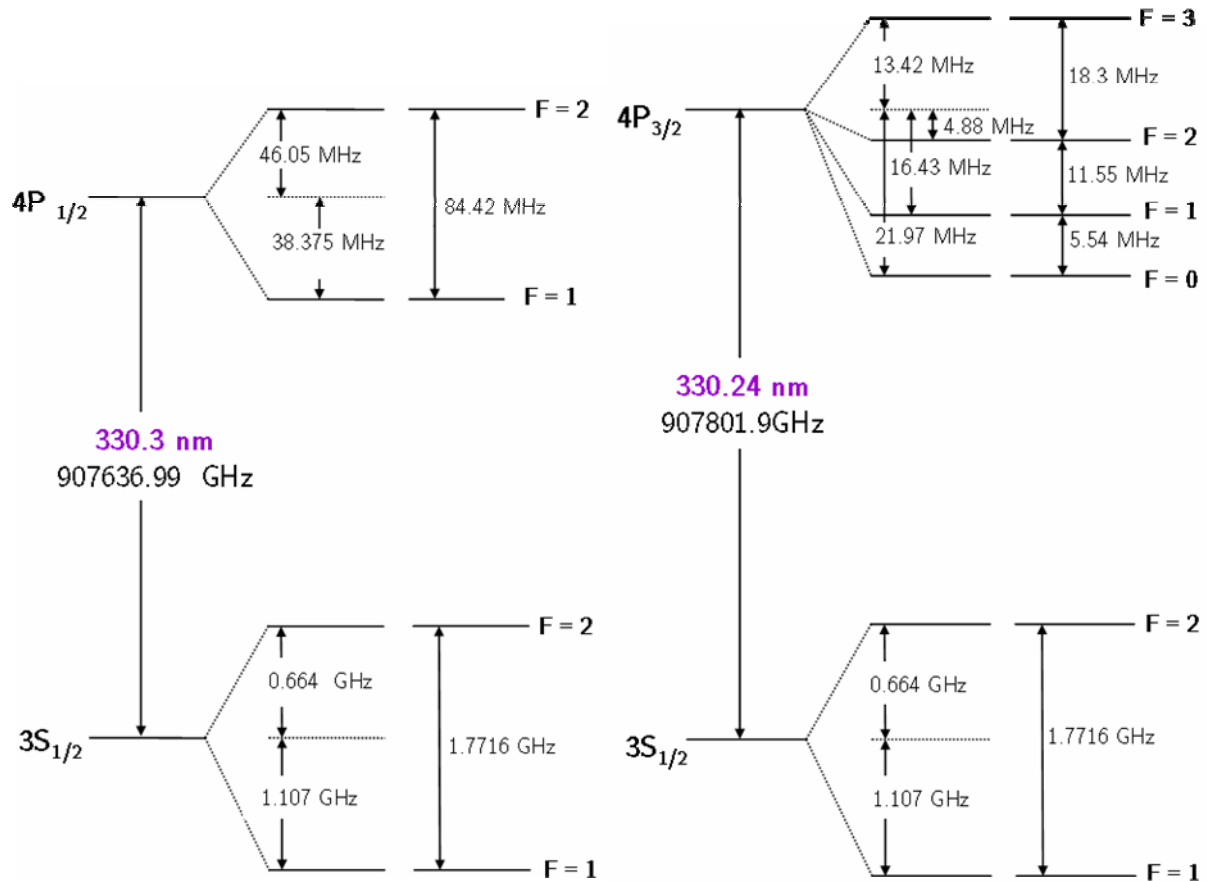 F = 2
46.05 MHz
4P 1/2
84.42 MHz
38.375 MHz
F = 1
330.3 nm
907636.99 GHz
F = 2
0.664 GHz
3S1/2
1.7716 GHz
1.107 GHz
F = 1
F = 3
13.42 MHz
18.3 MHz
4P3/2
4.88 MHz
F = 2
16.43 MHz
11.55 MHz
F = 1
21.97 MHz
5.54 MHz
F = 0
330.24 nm
907801.9GHz
F = 2
0.664 GHz
3S1/2
1.7716 GHz
1.107 GHz
F = 1